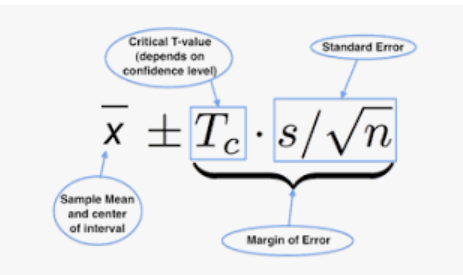 Critical T-value
(depends on
confidence level)
Standard Error
x̄ ± T_c · s/√n
Sample Mean
and center
of interval
Margin of Error